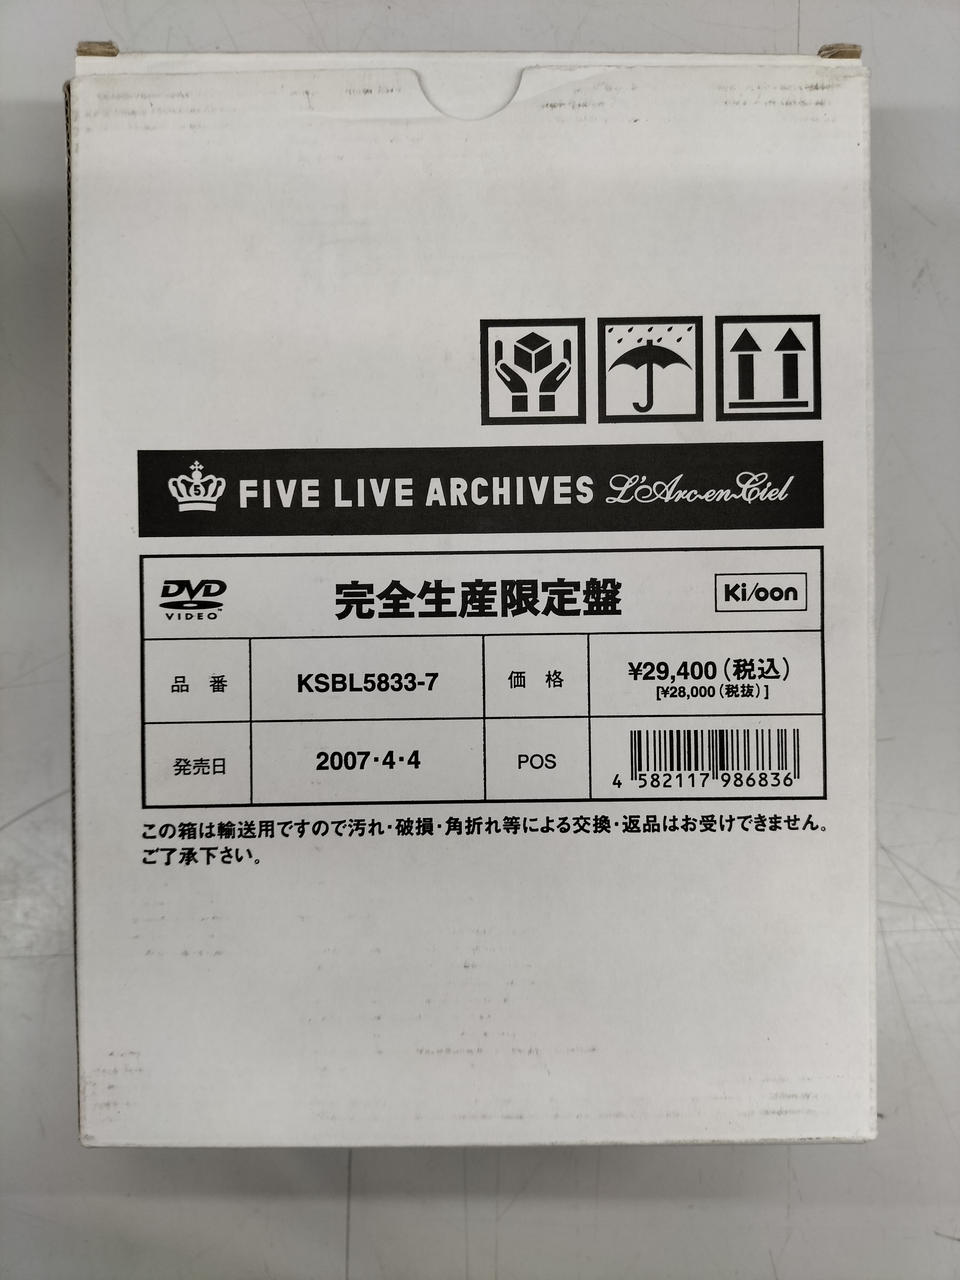 5 FIVE LIVE ARCHIVES L'Arc~en~Ciel
DVD VIDEO 完全生産限定盤 Ki/oon
品番 KSBL5833-7 価格 ¥29,400（税込）
[¥28,000（税抜）]
発売日 2007・4・4 POS 4 582117 986836
この箱は輸送用ですので汚れ・破損・角折れ等による交換・返品はお受けできません。
ご了承下さい。